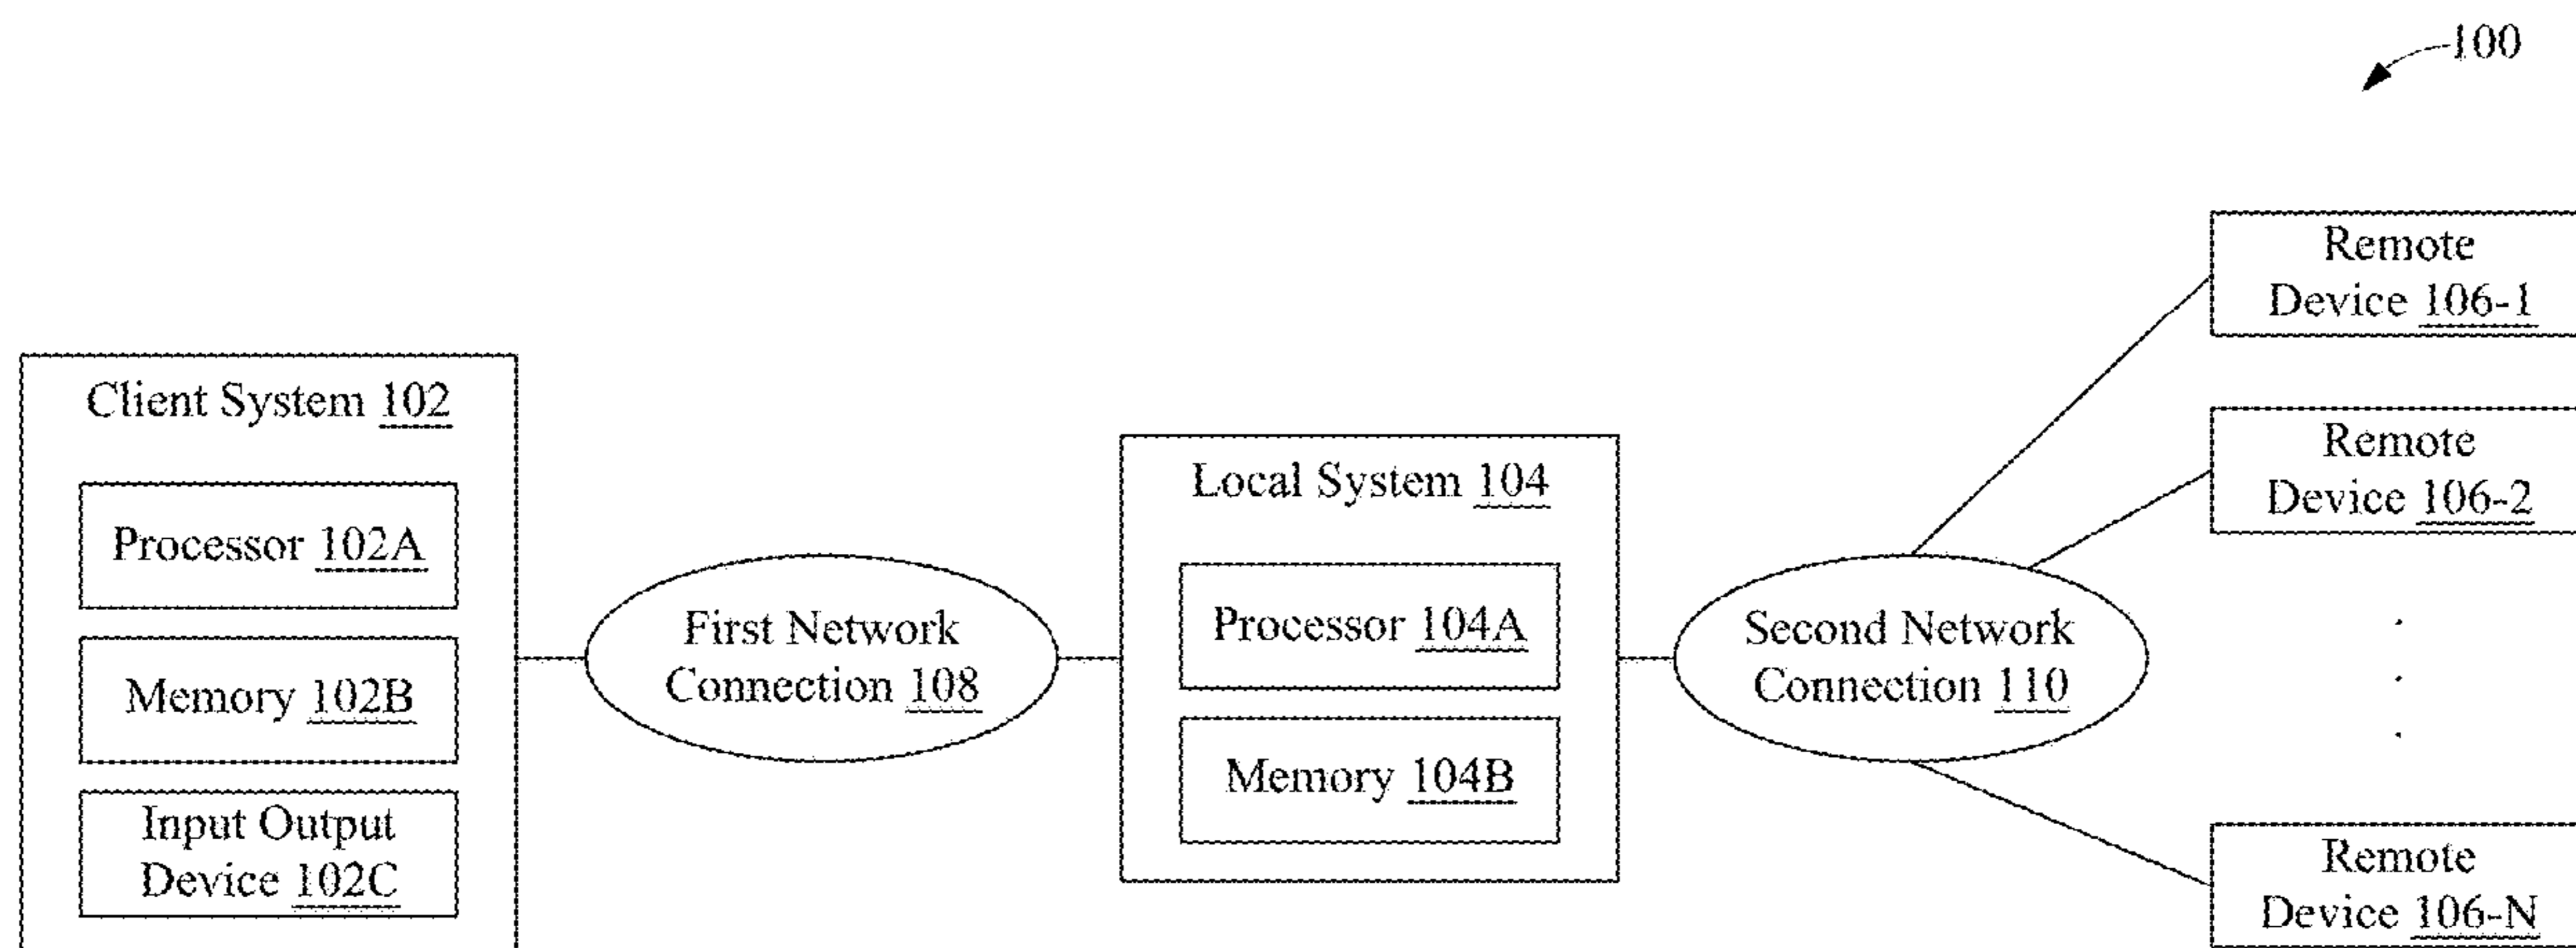 100
Client System 102
Processor 102A
Memory 102B
Input Output
Device 102C
First Network
Connection 108
Local System 104
Processor 104A
Memory 104B
Second Network
Connection 110
Remote
Device 106-1
Remote
Device 106-2
Remote
Device 106-N